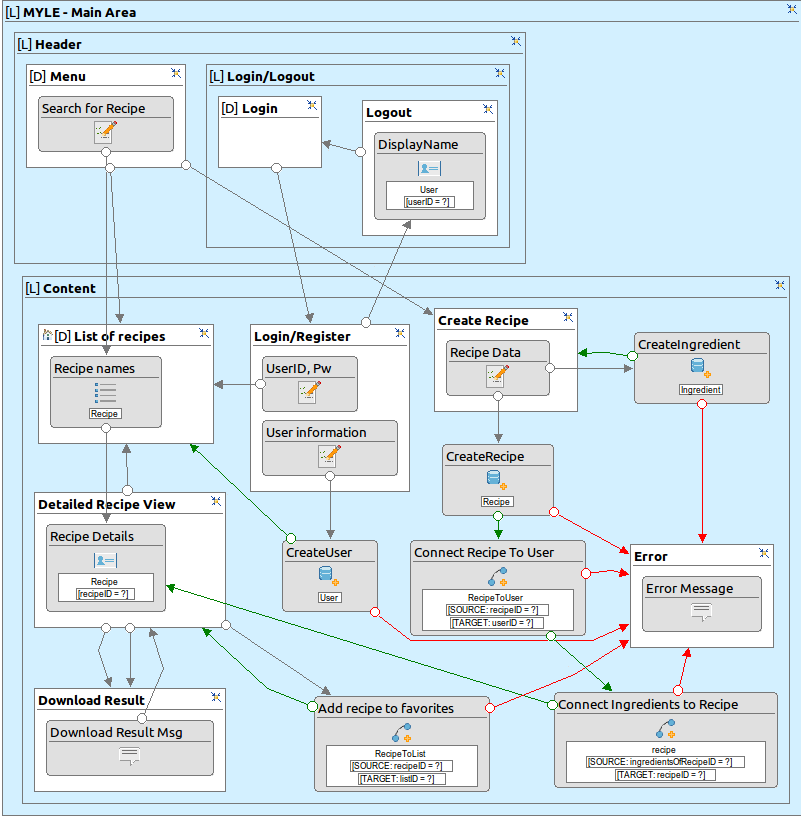 [L] MYLE - Main Area
[L] Header
[D] Menu
Search for Recipe
[L] Login/Logout
[D] Login
Logout
DisplayName
User
[userID = ?]
[L] Content
[D] List of recipes
Recipe names
Recipe
Login/Register
UserID, Pw
User information
Create Recipe
Recipe Data
CreateIngredient
Ingredient
CreateRecipe
Recipe
Detailed Recipe View
Recipe Details
Recipe
[recipeID = ?]
CreateUser
User
Connect Recipe To User
RecipeToUser
[SOURCE: recipeID = ?]
[TARGET: userID = ?]
Error
Error Message
Download Result
Download Result Msg
Add recipe to favorites
RecipeToList
[SOURCE: recipeID = ?]
[TARGET: listID = ?]
Connect Ingredients to Recipe
recipe
[SOURCE: ingredientsOfRecipeID = ?]
[TARGET: recipeID = ?]